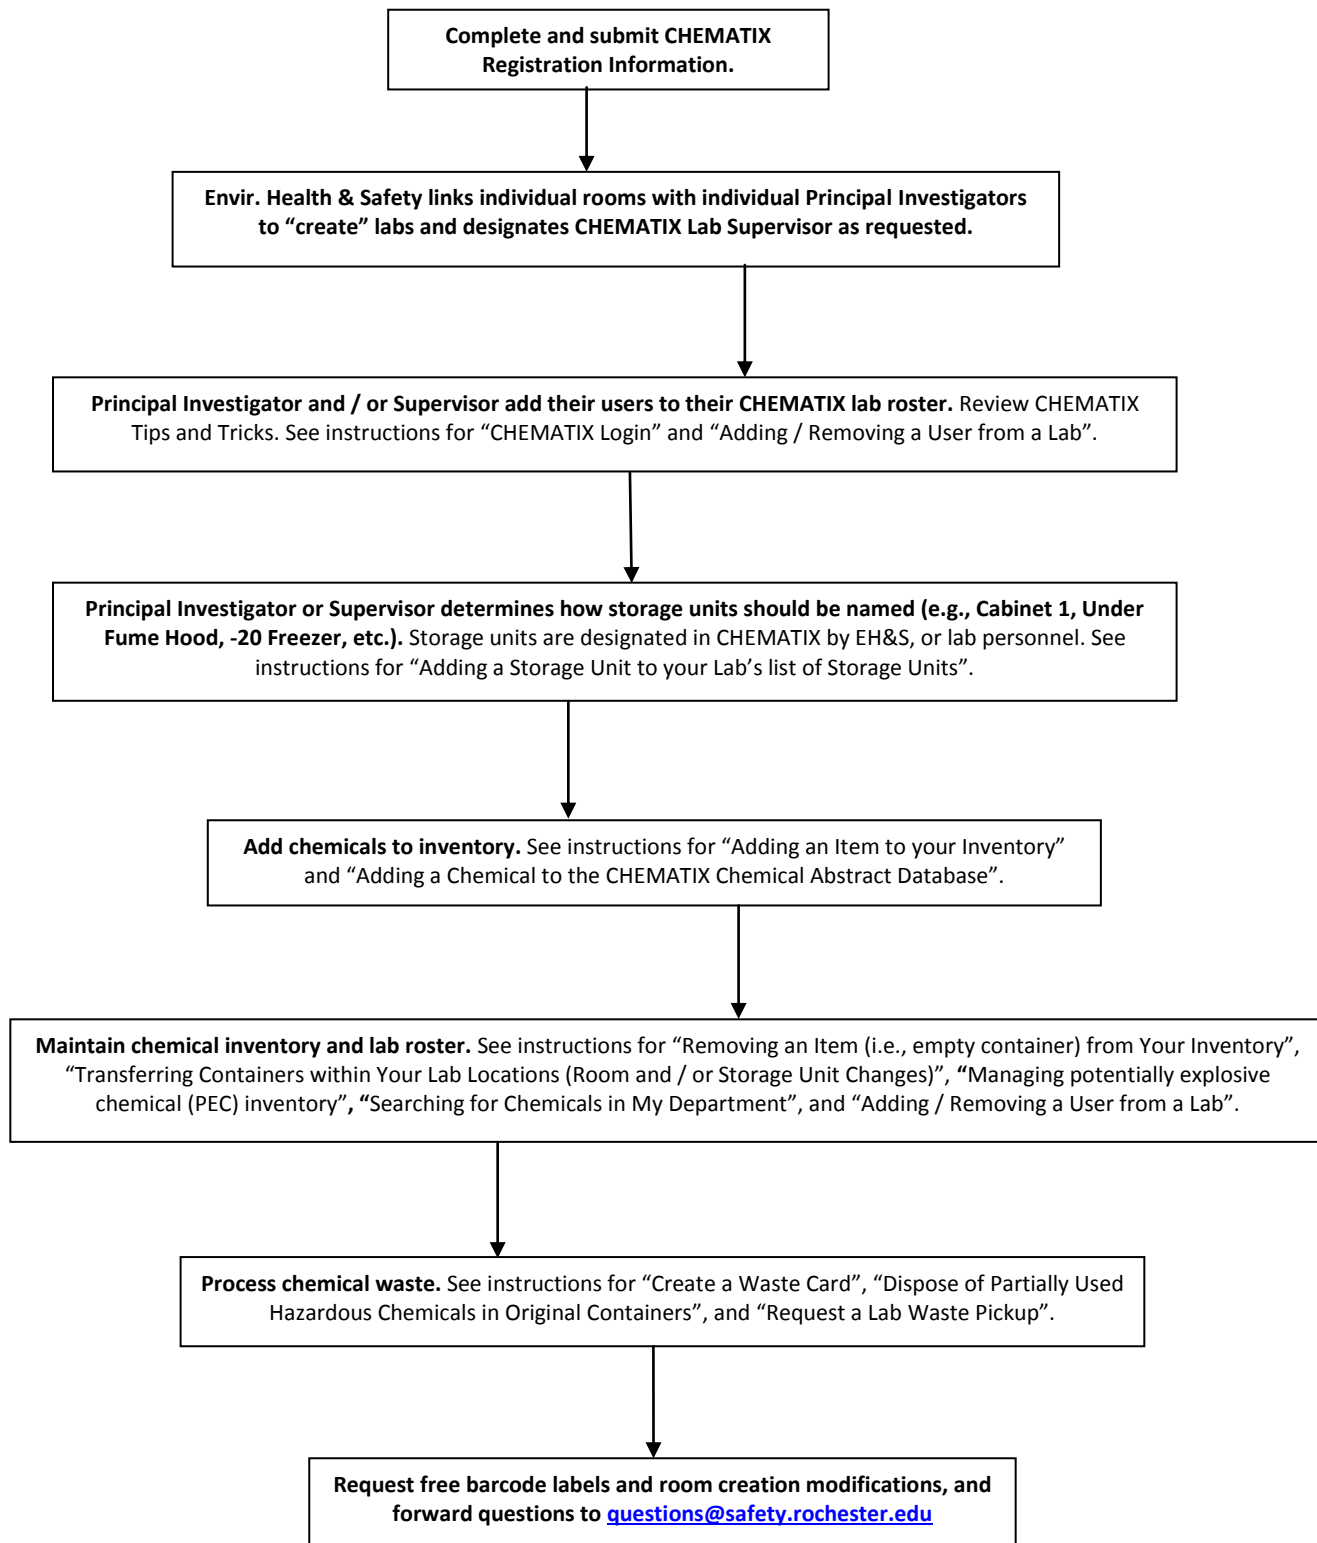 Complete and submit CHEMATIX
Registration Information.
Envir. Health & Safety links individual rooms with individual Principal Investigators
to “create” labs and designates CHEMATIX Lab Supervisor as requested.
Principal Investigator and / or Supervisor add their users to their CHEMATIX lab roster. Review CHEMATIX
Tips and Tricks. See instructions for “CHEMATIX Login” and “Adding / Removing a User from a Lab”.
Principal Investigator or Supervisor determines how storage units should be named (e.g., Cabinet 1, Under
Fume Hood, -20 Freezer, etc.). Storage units are designated in CHEMATIX by EH&S, or lab personnel. See
instructions for “Adding a Storage Unit to your Lab’s list of Storage Units”.
Add chemicals to inventory. See instructions for “Adding an Item to your Inventory”
and “Adding a Chemical to the CHEMATIX Chemical Abstract Database”.
Maintain chemical inventory and lab roster. See instructions for “Removing an Item (i.e., empty container) from Your Inventory”,
“Transferring Containers within Your Lab Locations (Room and / or Storage Unit Changes)”, “Managing potentially explosive
chemical (PEC) inventory”, “Searching for Chemicals in My Department”, and “Adding / Removing a User from a Lab”.
Process chemical waste. See instructions for “Create a Waste Card”, “Dispose of Partially Used
Hazardous Chemicals in Original Containers”, and “Request a Lab Waste Pickup”.
Request free barcode labels and room creation modifications, and
forward questions to questions@safety.rochester.edu